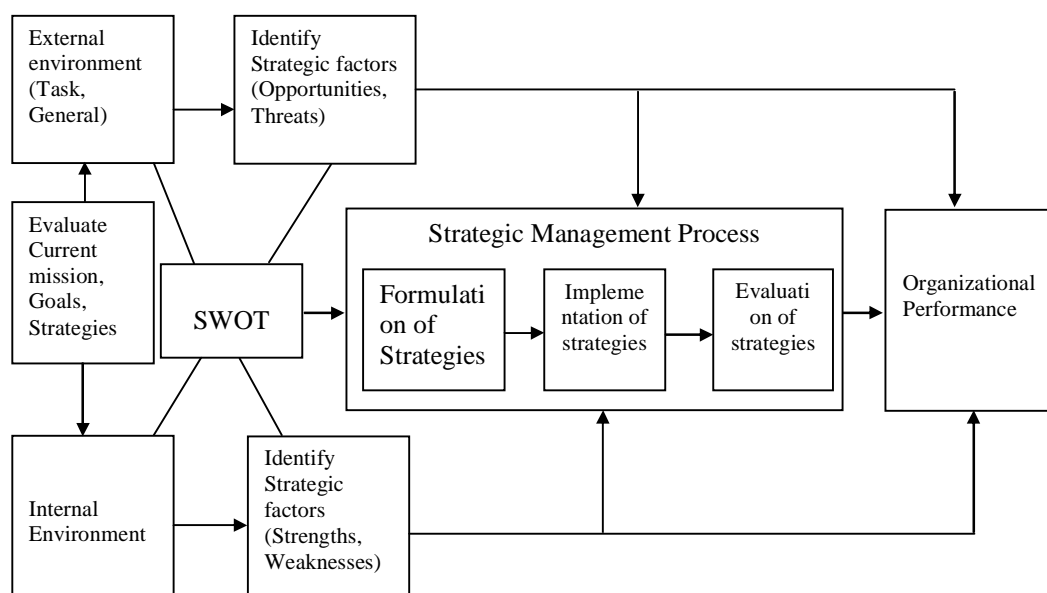 External
environment
(Task,
General)
Identify
Strategic factors
(Opportunities,
Threats)
Evaluate
Current
mission,
Goals,
Strategies
SWOT
Strategic Management Process
Formulati
on of
Strategies
Impleme
ntation of
strategies
Evaluati
on of
strategies
Organizational
Performance
Internal
Environment
Identify
Strategic
factors
(Strengths,
Weaknesses)